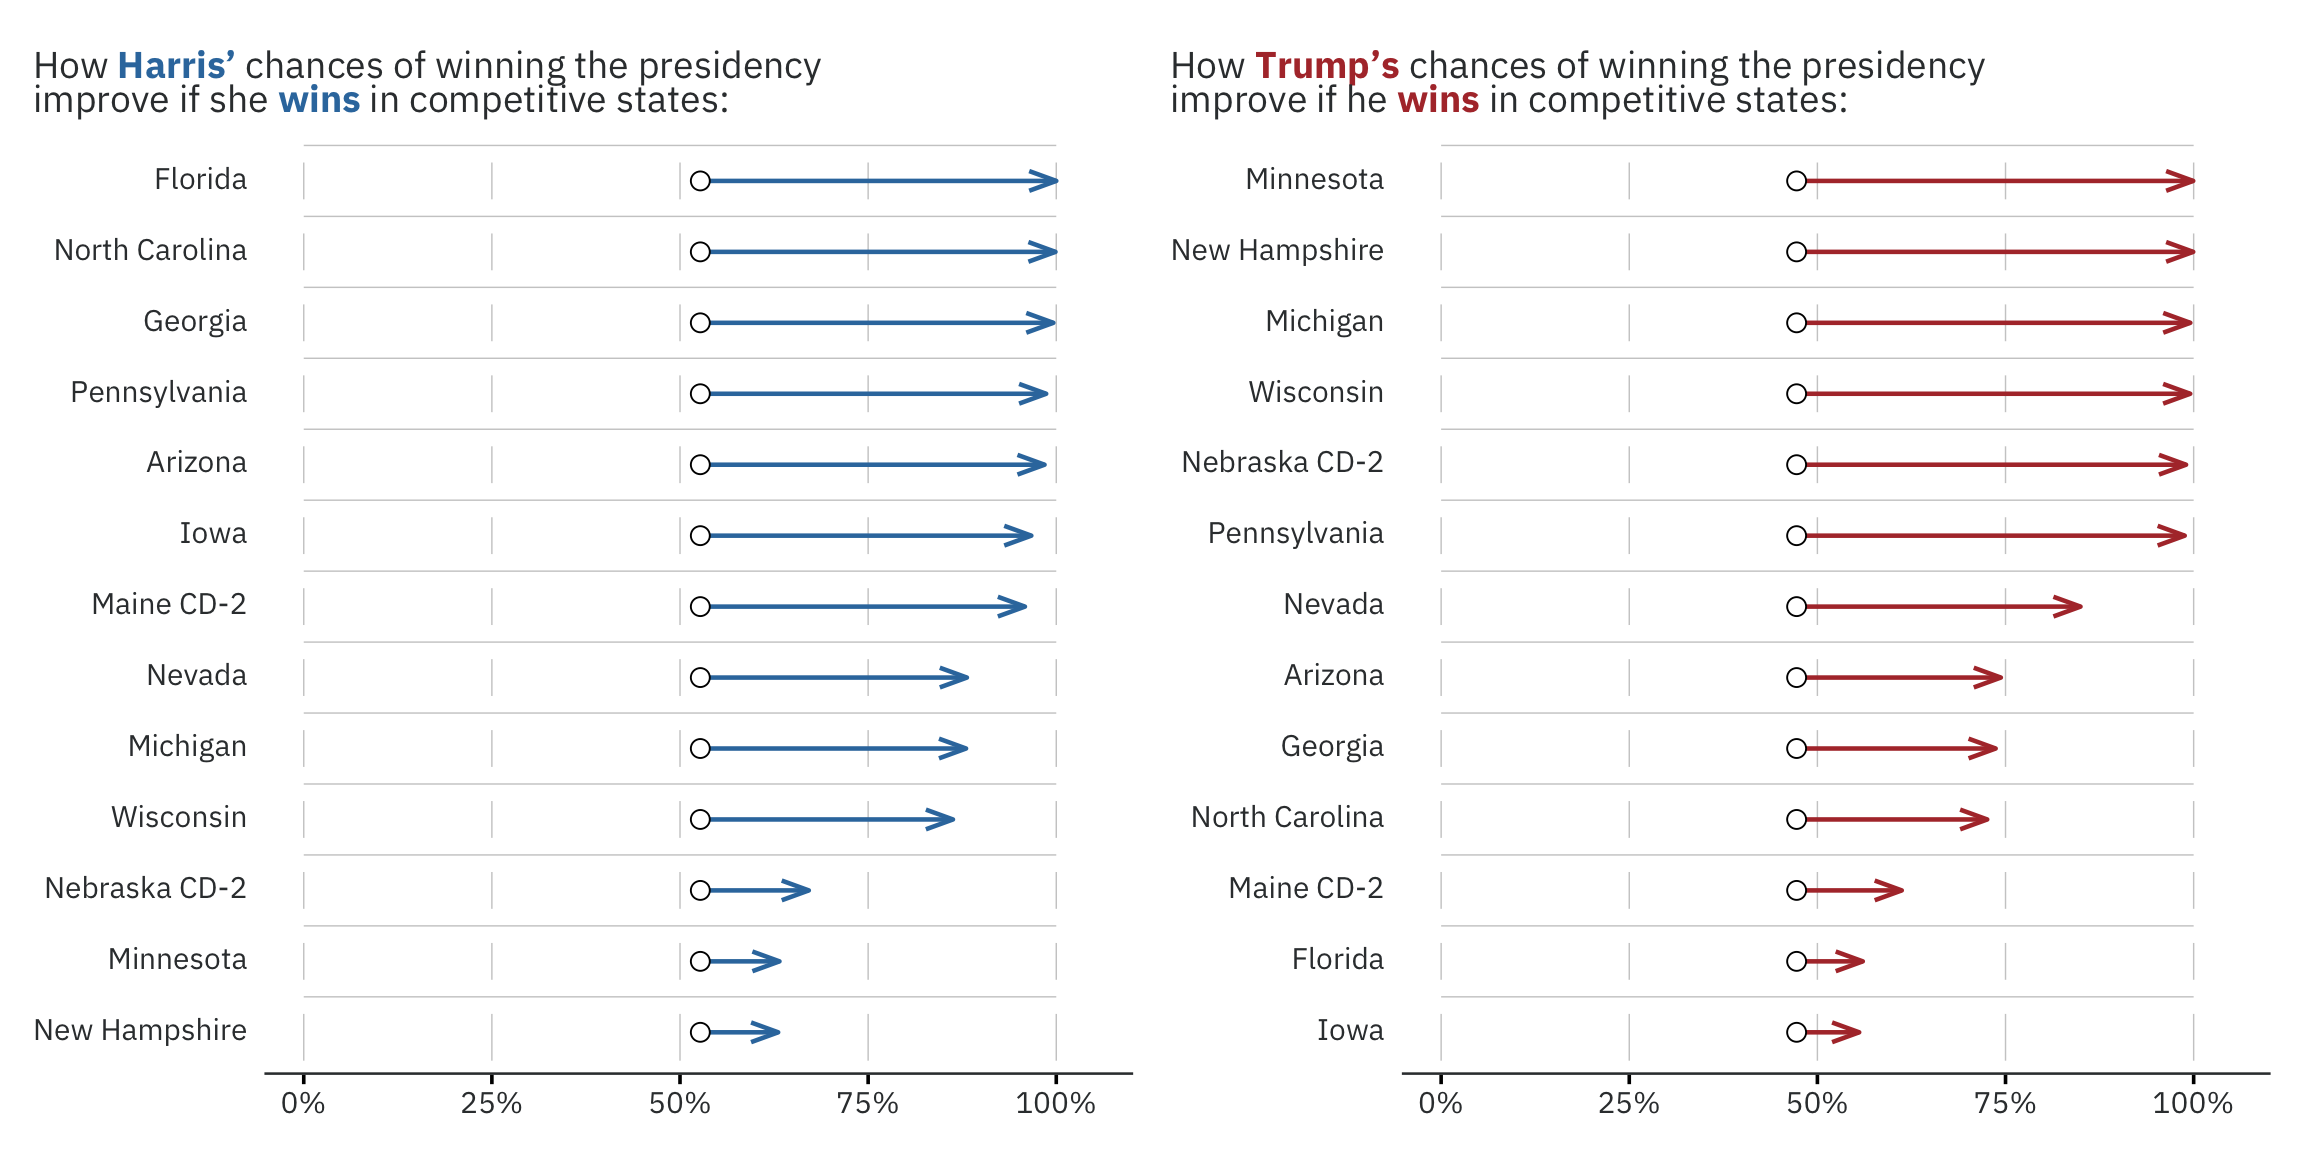 How Harris’ chances of winning the presidency
improve if she wins in competitive states:
Florida
North Carolina
Georgia
Pennsylvania
Arizona
Iowa
Maine CD-2
Nevada
Michigan
Wisconsin
Nebraska CD-2
Minnesota
New Hampshire
0% 25% 50% 75% 100%
How Trump’s chances of winning the presidency
improve if he wins in competitive states:
Minnesota
New Hampshire
Michigan
Wisconsin
Nebraska CD-2
Pennsylvania
Nevada
Arizona
Georgia
North Carolina
Maine CD-2
Florida
Iowa
0% 25% 50% 75% 100%